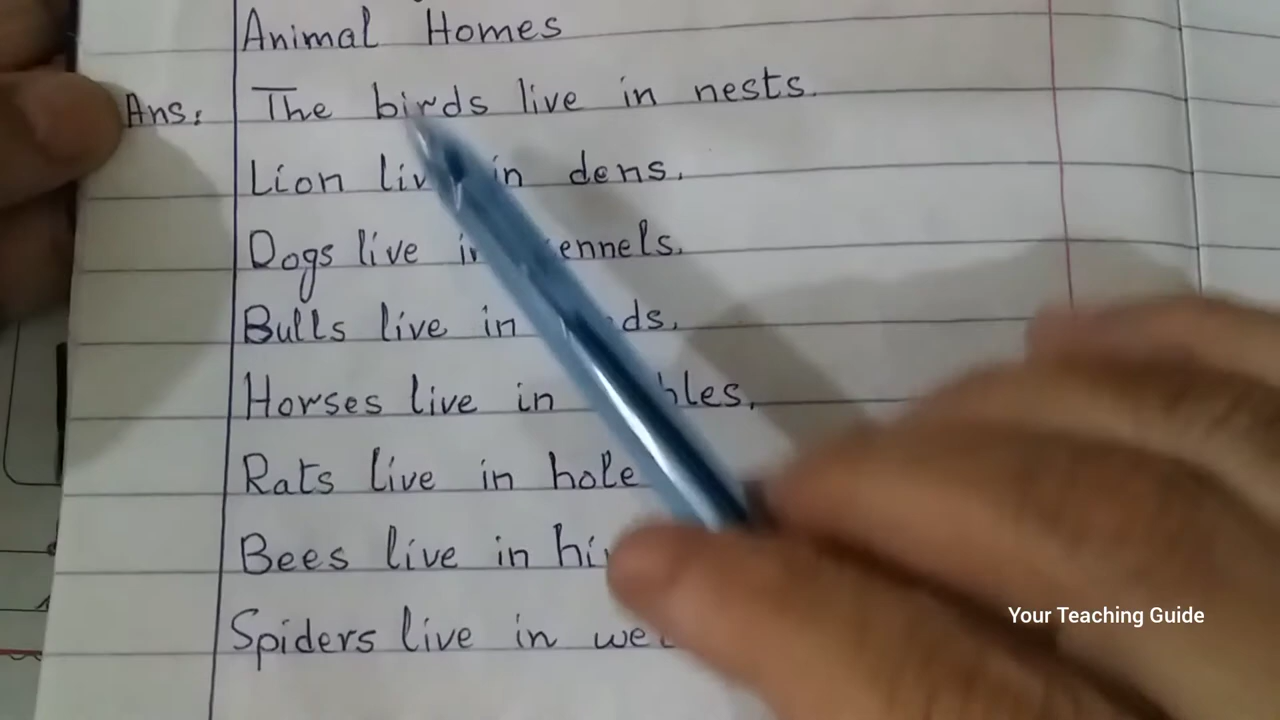 Animal Homes
Ans: The birds live in nests.
Lion in dens.
Dogs live
Bulls live in
Horses live in
Rats live in
Bees live in
Spiders live in
Your Teaching Guide